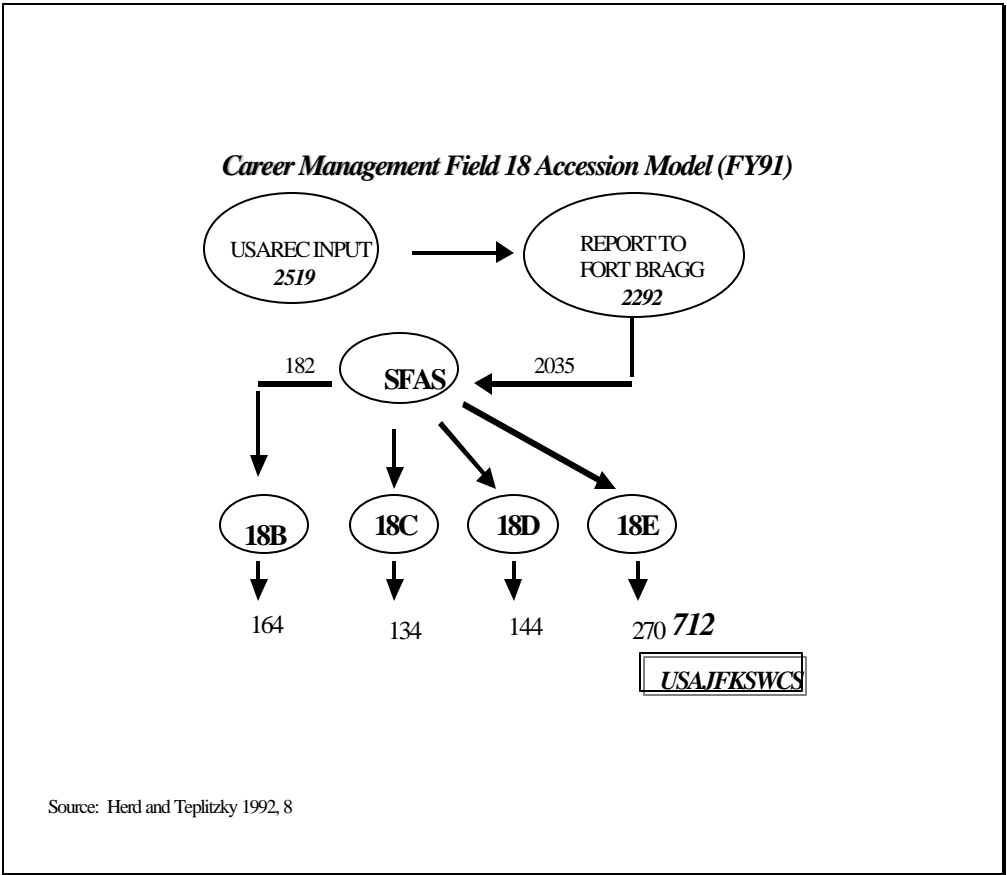 Career Management Field 18 Accession Model (FY91)
USAREC INPUT
2519
REPORT TO
FORT BRAGG
2292
182
SFAS
2035
18B
18C
18D
18E
164
134
144
270 712
USAJFKSWCS
Source: Herd and Teplitzky 1992, 8